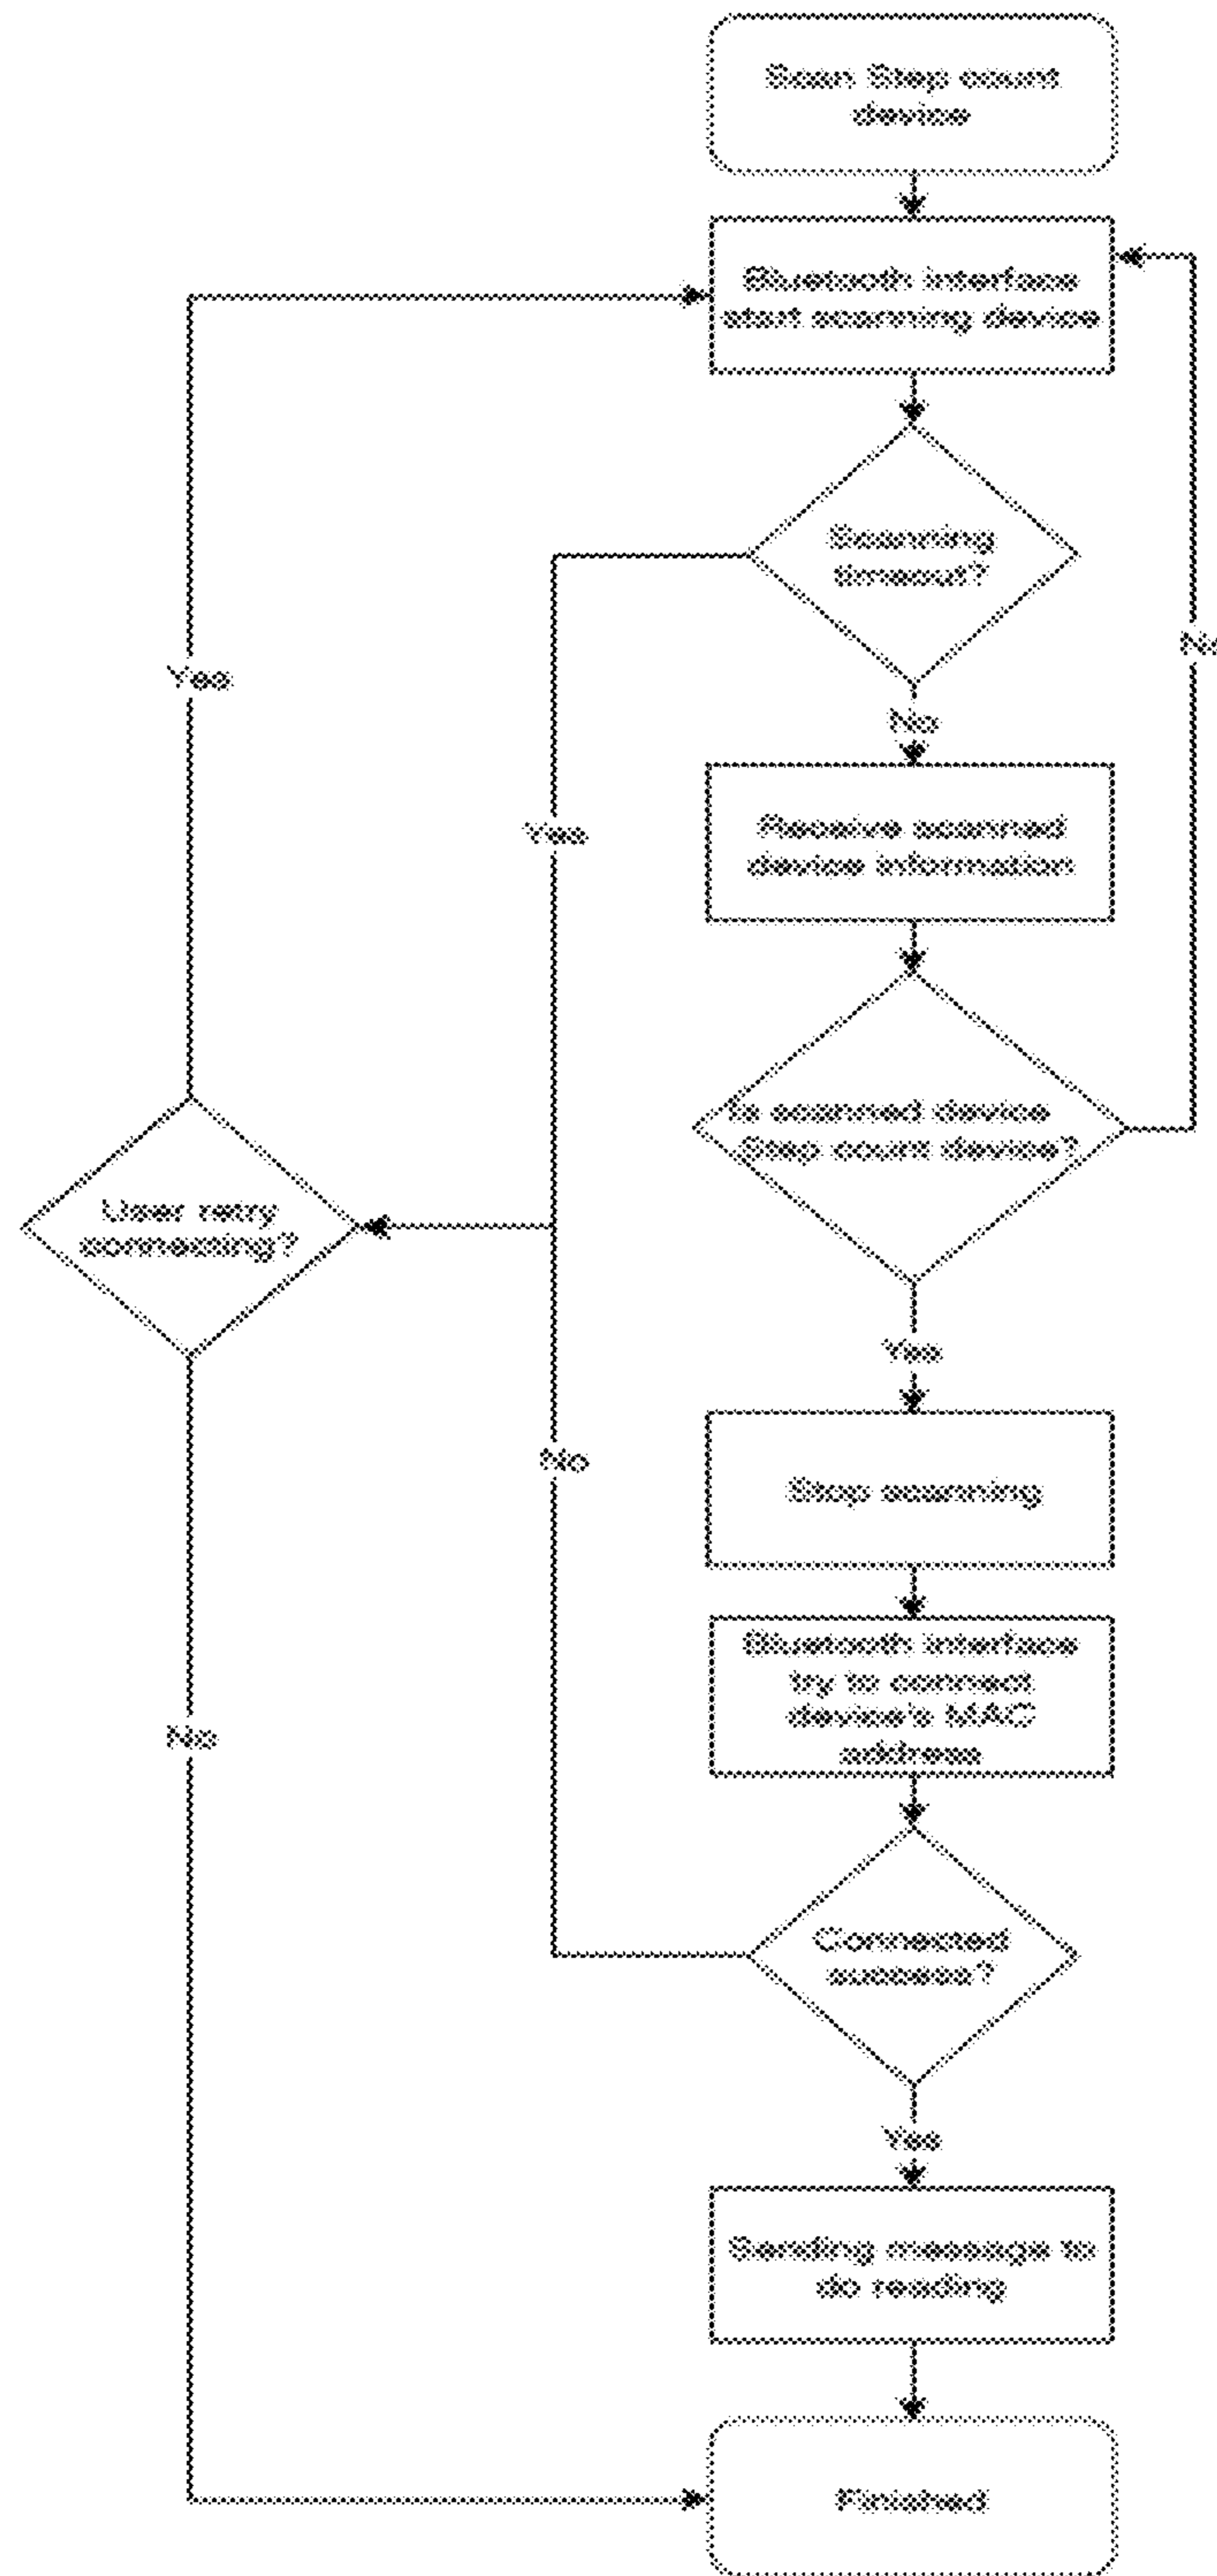 Scan Step count
device
Bluetooth interface
start scanning device
Scanning
timeout?
No
Yes
Yes
Receive scanned
device information
Is scanned device
Step count device?
User retry
connecting?
Yes
No
Stop scanning
Bluetooth interface
try to connect
device's MAC
address
No
Connected
success?
Yes
Sending message to
do reading
Finished